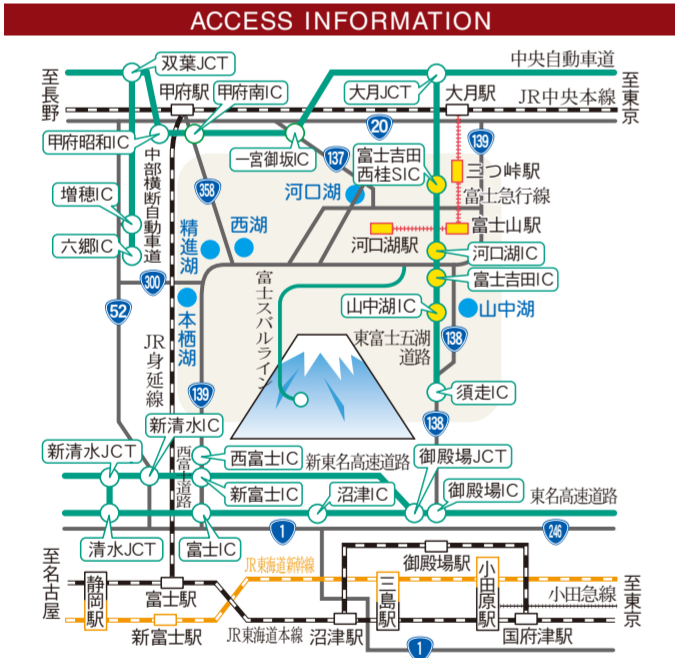 ACCESS INFORMATION
双葉JCT
中央自動車道
至長野
甲府駅
甲府南IC
大月JCT
大月駅
至東京
JR中央本線
甲府昭和IC
一宮御坂IC
20
137
139
富士吉田
西桂SIC
三つ峠駅
富士急行線
中部横断自動車道
358
河口湖
増穂IC
西湖
精進湖
河口湖駅
富士山駅
六郷IC
河口湖IC
富士吉田IC
300
富士スバルライン
本栖湖
山中湖IC
山中湖
52
東富士五湖
道路
138
JR身延線
139
須走IC
138
新清水IC
新清水JCT
西富士道路
西富士IC
新東名高速道路
御殿場JCT
新富士IC
沼津IC
御殿場IC
東名高速道路
清水JCT
富士IC
1
246
至名古屋
JR東海道新幹線
御殿場駅
静岡駅
富士駅
三島駅
小田原駅
小田急線
至東京
新富士駅
JR東海道本線
沼津駅
国府津駅
1